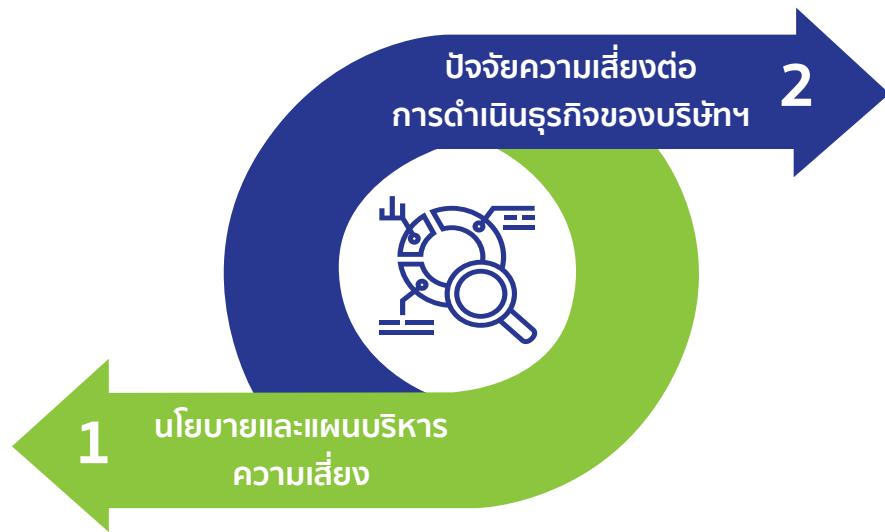 ปัจจัยความเสี่ยงต่อ
การดำเนินธุรกิจของบริษัทฯ
2
1
นโยบายและแผนบริหาร
ความเสี่ยง